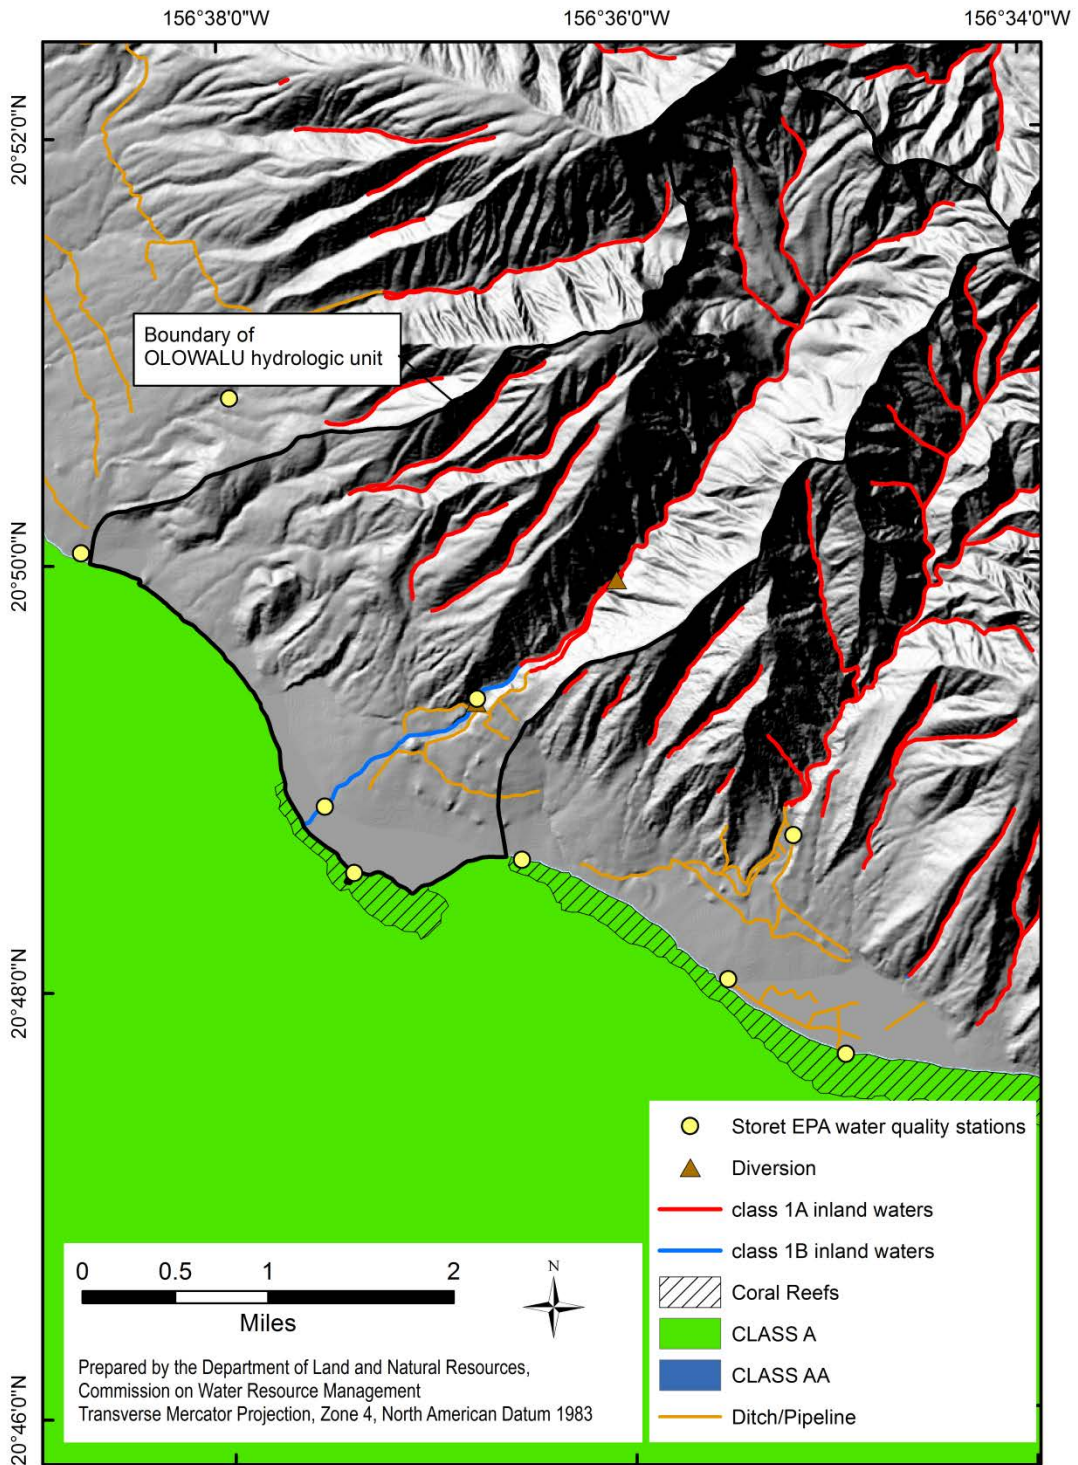 156°38'0"W
156°36'0"W
156°34'0"W
20°52'0"N
20°50'0"N
20°48'0"N
20°46'0"N
Boundary of
OLOWALU hydrologic unit
Storet EPA water quality stations
Diversion
class 1A inland waters
class 1B inland waters
Coral Reefs
CLASS A
CLASS AA
Ditch/Pipeline
0 0.5 1 2
Miles
N
Prepared by the Department of Land and Natural Resources,
Commission on Water Resource Management
Transverse Mercator Projection, Zone 4, North American Datum 1983